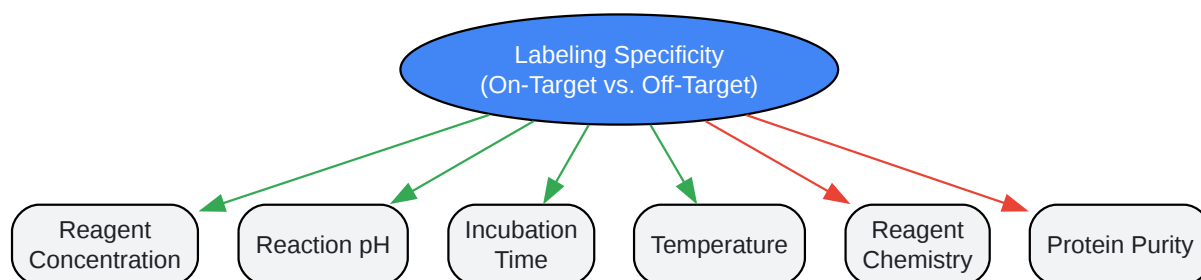 Labeling Specificity
(On-Target vs. Off-Target)
Reagent
Concentration
Reaction pH
Incubation
Time
Temperature
Reagent
Chemistry
Protein Purity